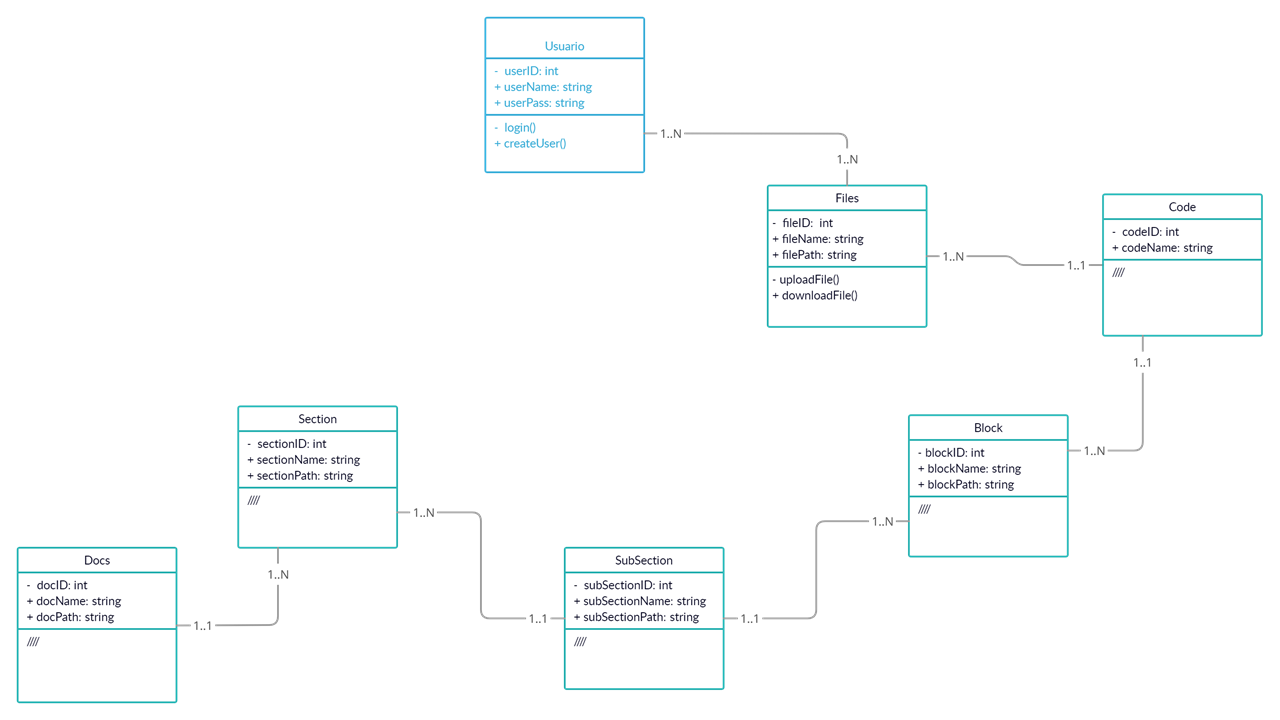 Usuario
- userID: int
+ userName: string
+ userPass: string
- login()
+ createUser()
1..N
1..N
Files
- fileID: int
+ fileName: string
+ filePath: string
- uploadFile()
+ downloadFile()
1..N
1..1
Code
- codeID: int
+ codeName: string
////
1..1
1..N
Block
- blockID: int
+ blockName: string
+ blockPath: string
////
1..N
1..1
Section
- sectionID: int
+ sectionName: string
+ sectionPath: string
////
1..N
1..1
SubSection
- subSectionID: int
+ subSectionName: string
+ subSectionPath: string
////
1..N
1..1
Docs
- docID: int
+ docName: string
+ docPath: string
////